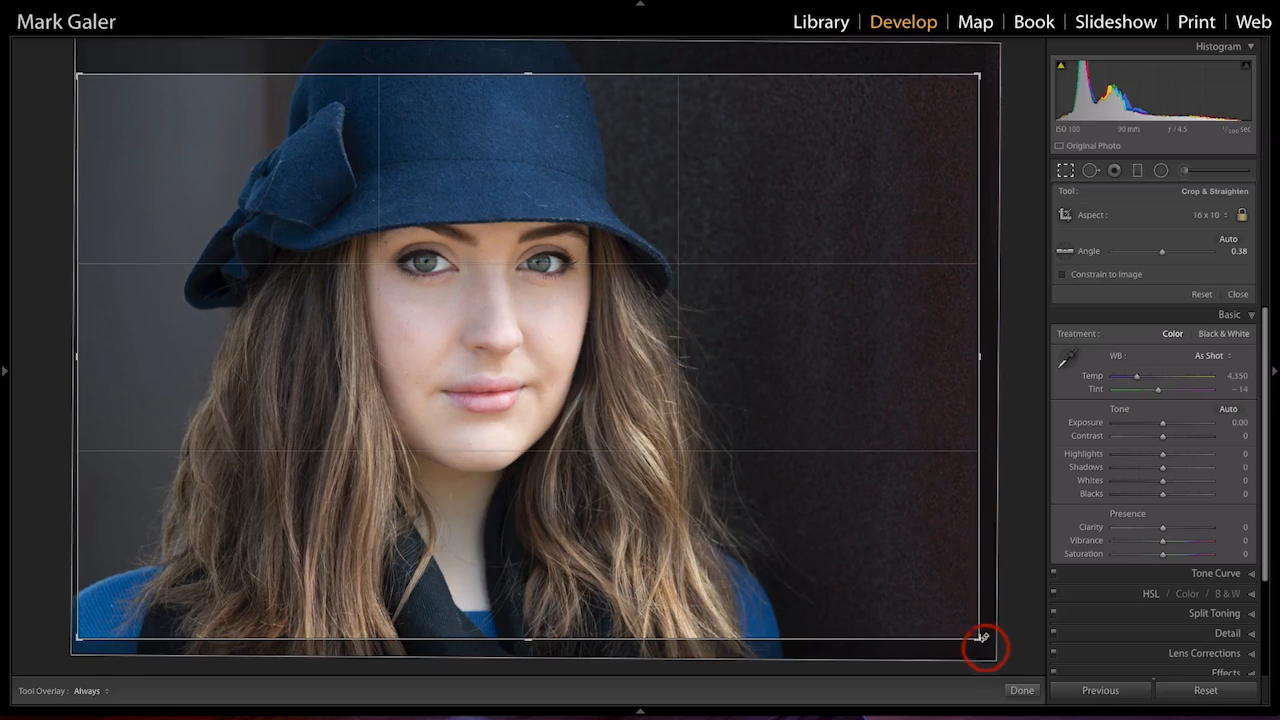 Mark Galer
Library | Develop | Map | Book | Slideshow | Print | Web
Histogram
ISO 100 90 mm ƒ / 4.5 1/100 sec
Original Photo
Tool : Crop & Straighten
Aspect : 16 x 10
Auto
Angle 0.38
Constrain to Image
Reset Close
Basic
Treatment : Color Black & White
WB : As Shot
Temp 4,350
Tint − 14
Tone Auto
Exposure 0.00
Contrast 0
Highlights 0
Shadows 0
Whites 0
Blacks 0
Presence
Clarity 0
Vibrance 0
Saturation 0
Tone Curve
HSL / Color / B & W
Split Toning
Detail
Lens Corrections
Effects
Tool Overlay : Always
Done
Previous Reset